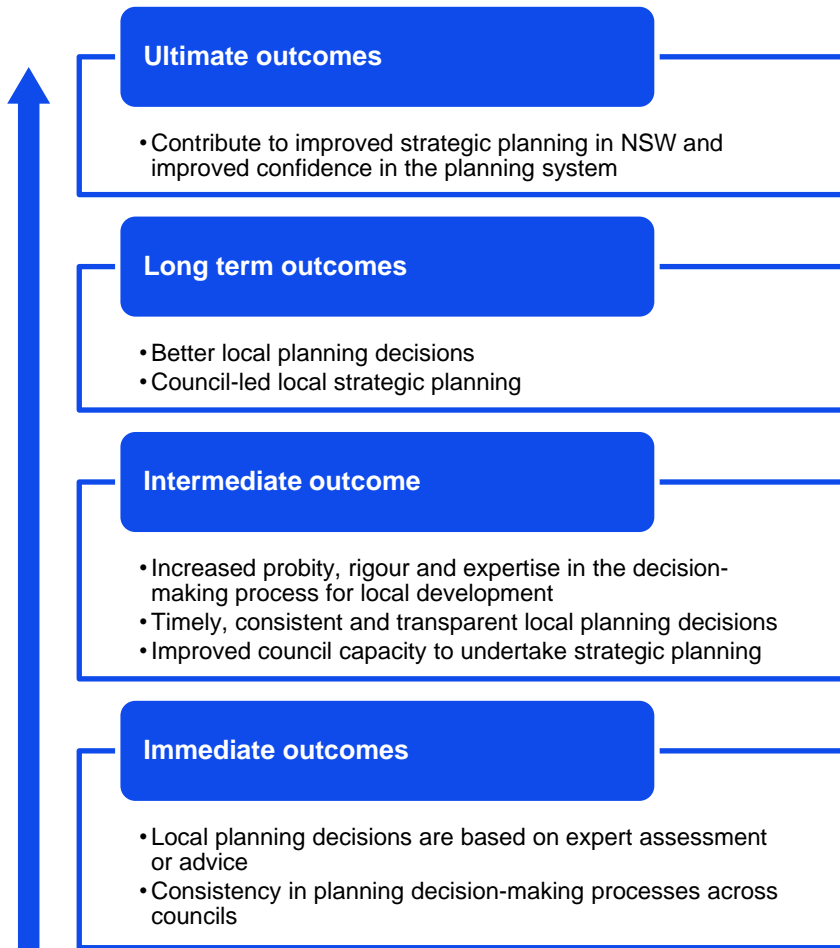 Ultimate outcomes
•Contribute to improved strategic planning in NSW and
improved confidence in the planning system
Long term outcomes
•Better local planning decisions
•Council-led local strategic planning
Intermediate outcome
•Increased probity, rigour and expertise in the decision-
making process for local development
•Timely, consistent and transparent local planning decisions
•Improved council capacity to undertake strategic planning
Immediate outcomes
•Local planning decisions are based on expert assessment
or advice
•Consistency in planning decision-making processes across
councils